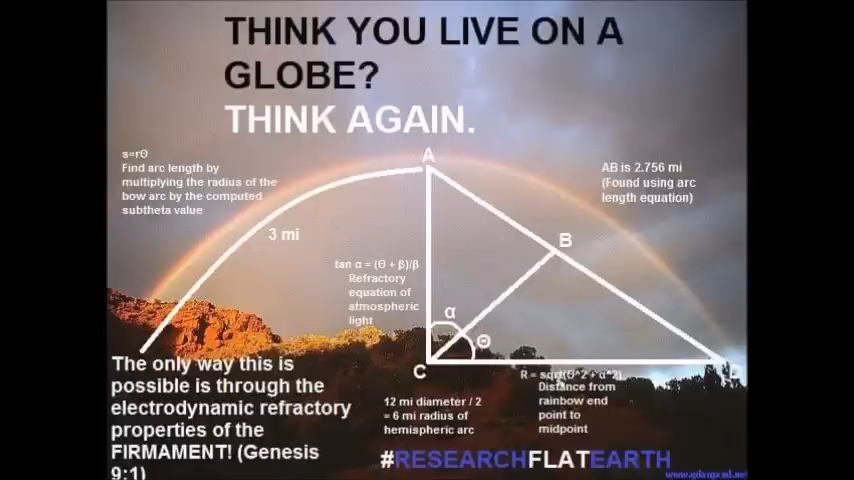 THINK YOU LIVE ON A
GLOBE?
THINK AGAIN.
s=rΘ
Find arc length by
multiplying the radius of the
bow arc by the computed
subtheta value
3 mi
A
AB is 2.756 mi
(Found using arc
length equation)
B
tan α = (Θ + β)/β
Refractory
equation of
atmospheric
light
α
Θ
C
D
The only way this is
possible is through the
electrodynamic refractory
properties of the
FIRMAMENT! (Genesis
9:1)
12 mi diameter / 2
= 6 mi radius of
hemispheric arc
R = sqrt(Θ^2 + α^2)
Distance from
rainbow end
point to
midpoint
#RESEARCHFLATEARTH